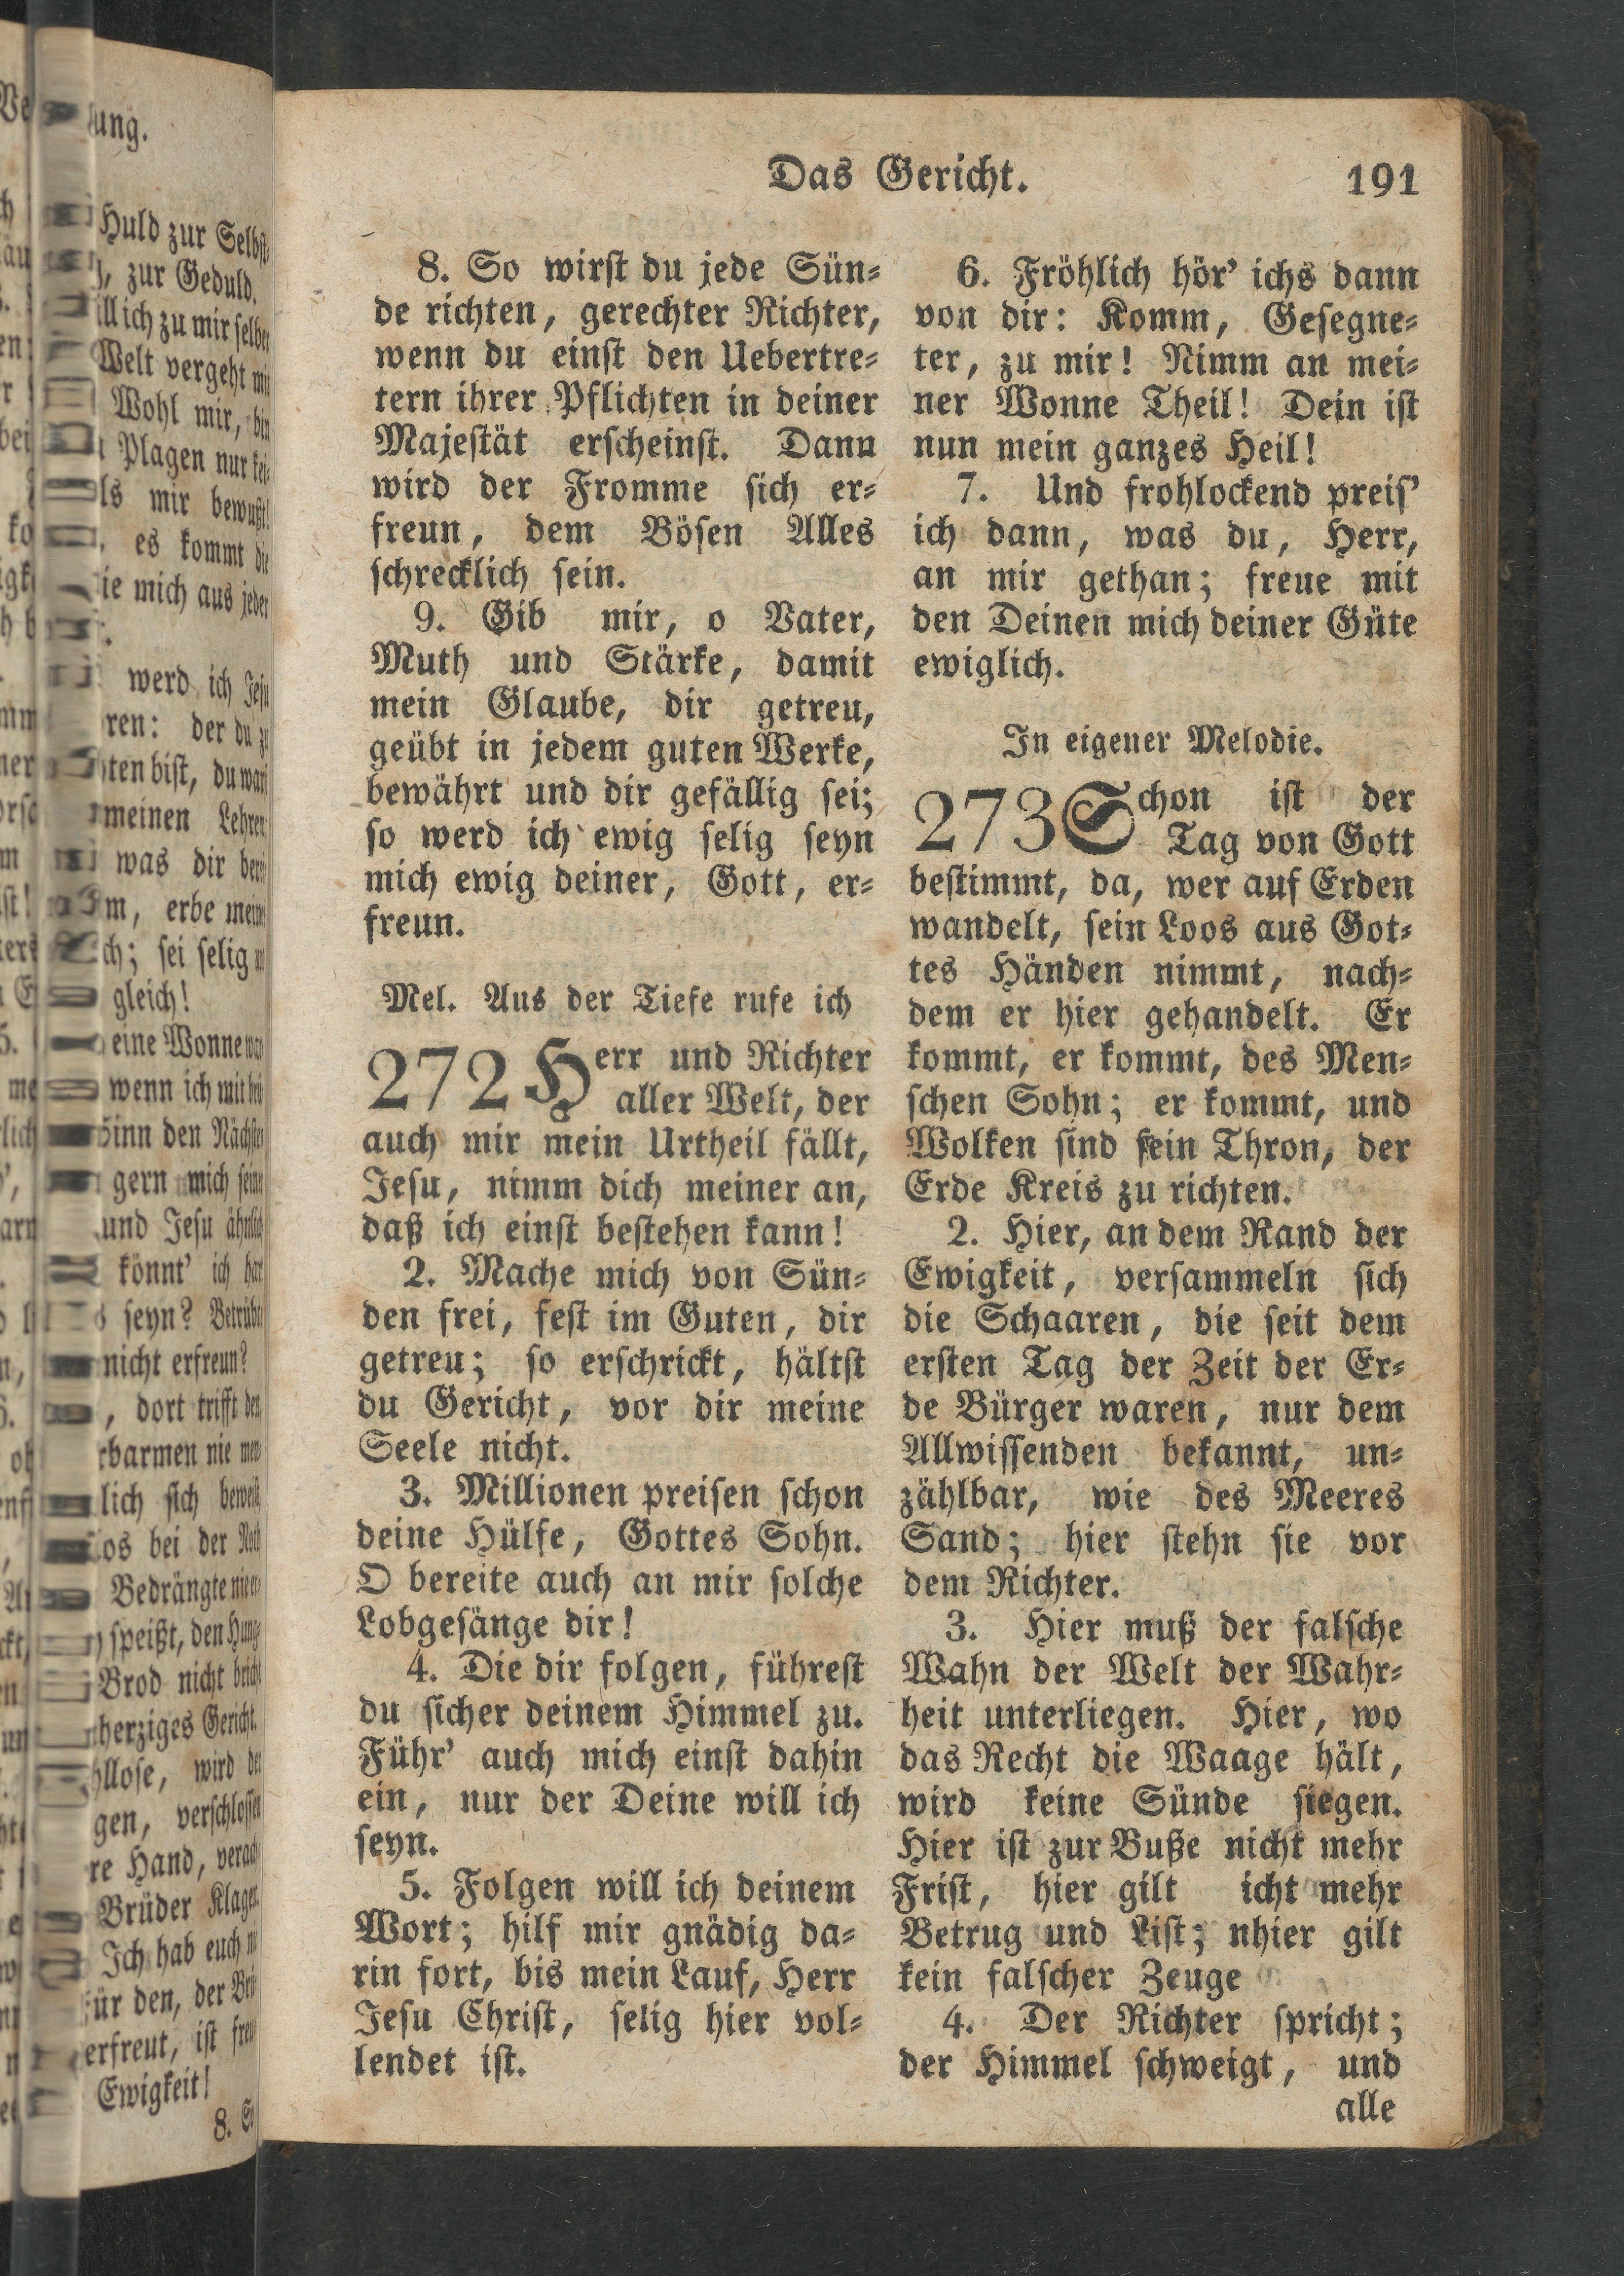 Das Gericht.
191
8. So wirst du jede Sün-
de richten, gerechter Richter,
wenn du einst den Uebertre-
tern ihrer Pflichten in deiner
Majestät erscheinst. Dann
wird der Fromme sich er-
freun, dem Bösen Alles
schrecklich sein.
9. Gib mir, o Vater,
Muth und Stärke, damit
mein Glaube, dir getreu,
geübt in jedem guten Werke,
bewährt und dir gefällig sei;
so werd ich ewig selig seyn
mich ewig deiner, Gott, er-
freun.
Mel. Aus der Tiefe rufe ich
272 Herr und Richter
aller Welt, der
auch mir mein Urtheil fällt,
Jesu, nimm dich meiner an,
daß ich einst bestehen kann!
2. Mache mich von Sün-
den frei, fest im Guten, dir
getreu; so erschrickt, hältst
du Gericht, vor dir meine
Seele nicht.
3. Millionen preisen schon
deine Hülfe, Gottes Sohn.
O bereite auch an mir solche
Lobgesänge dir!
4. Die dir folgen, führest
du sicher deinem Himmel zu.
Führ' auch mich einst dahin
ein, nur der Deine will ich
seyn.
5. Folgen will ich deinem
Wort; hilf mir gnädig da-
rin fort, bis mein Lauf, Herr
Jesu Christ, selig hier vol-
lendet ist.
6. Fröhlich hör' ichs dann
von dir: Komm, Gesegne-
ter, zu mir! Nimm an mei-
ner Wonne Theil! Dein ist
nun mein ganzes Heil!
7. Und frohlockend preis'
ich dann, was du, Herr,
an mir gethan; freue mit
den Deinen mich deiner Güte
ewiglich.
In eigener Melodie.
273 Schon ist der
Tag von Gott
bestimmt, da, wer auf Erden
wandelt, sein Loos aus Got-
tes Händen nimmt, nach-
dem er hier gehandelt. Er
kommt, er kommt, des Men-
schen Sohn; er kommt, und
Wolken sind sein Thron, der
Erde Kreis zu richten.
2. Hier, an dem Rand der
Ewigkeit, versammeln sich
die Schaaren, die seit dem
ersten Tag der Zeit der Er-
de Bürger waren, nur dem
Allwissenden bekannt, un-
zählbar, wie des Meeres
Sand; hier stehn sie vor
dem Richter.
3. Hier muß der falsche
Wahn der Welt der Wahr-
heit unterliegen. Hier, wo
das Recht die Waage hält,
wird keine Sünde siegen.
Hier ist zur Buße nicht mehr
Frist, hier gilt icht mehr
Betrug und List; nhier gilt
kein falscher Zeuge
4. Der Richter spricht;
der Himmel schweigt, und
alle